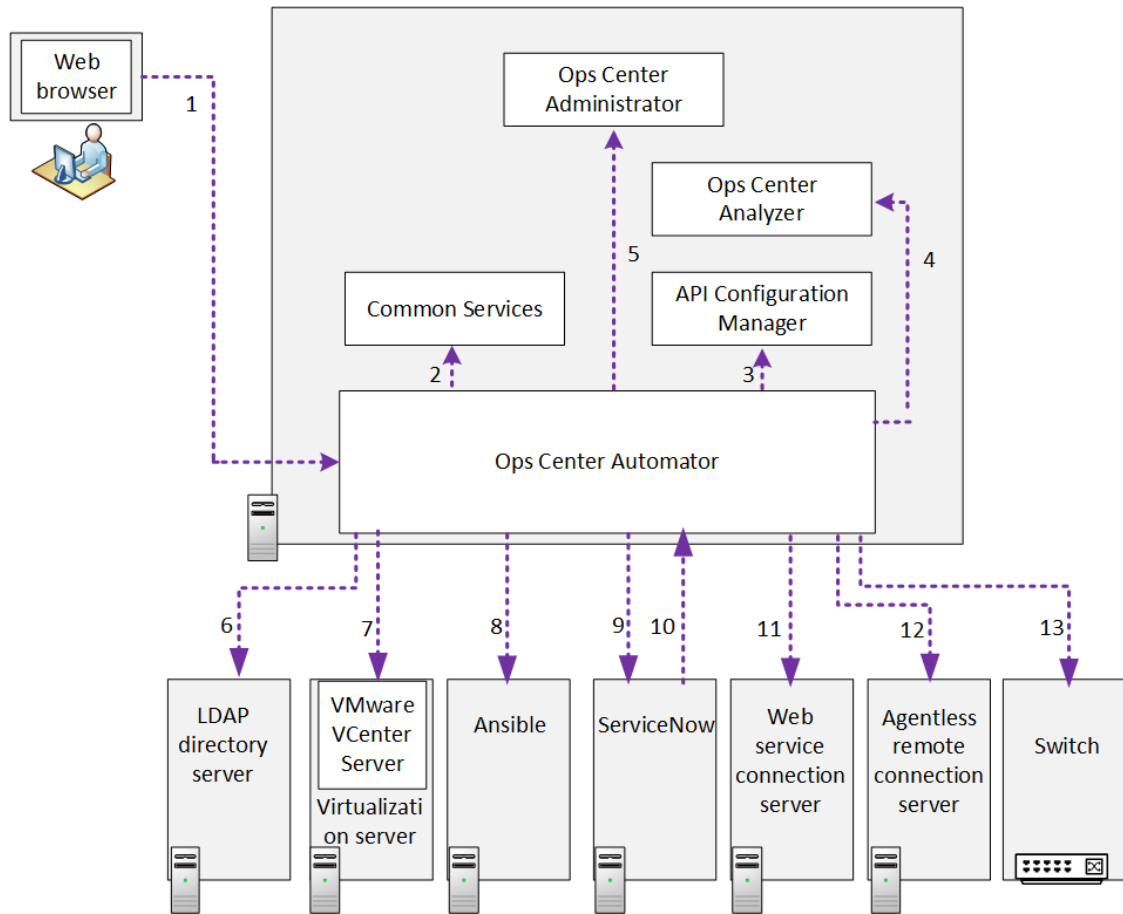 Web
browser
1
Ops Center
Administrator
Ops Center
Analyzer
5
4
Common Services
API Configuration
Manager
2
3
Ops Center Automator
6
7
8
9
10
11
12
13
LDAP
directory
server
VMware
VCenter
Server
Virtualizati
on server
Ansible
ServiceNow
Web
service
connection
server
Agentless
remote
connection
server
Switch